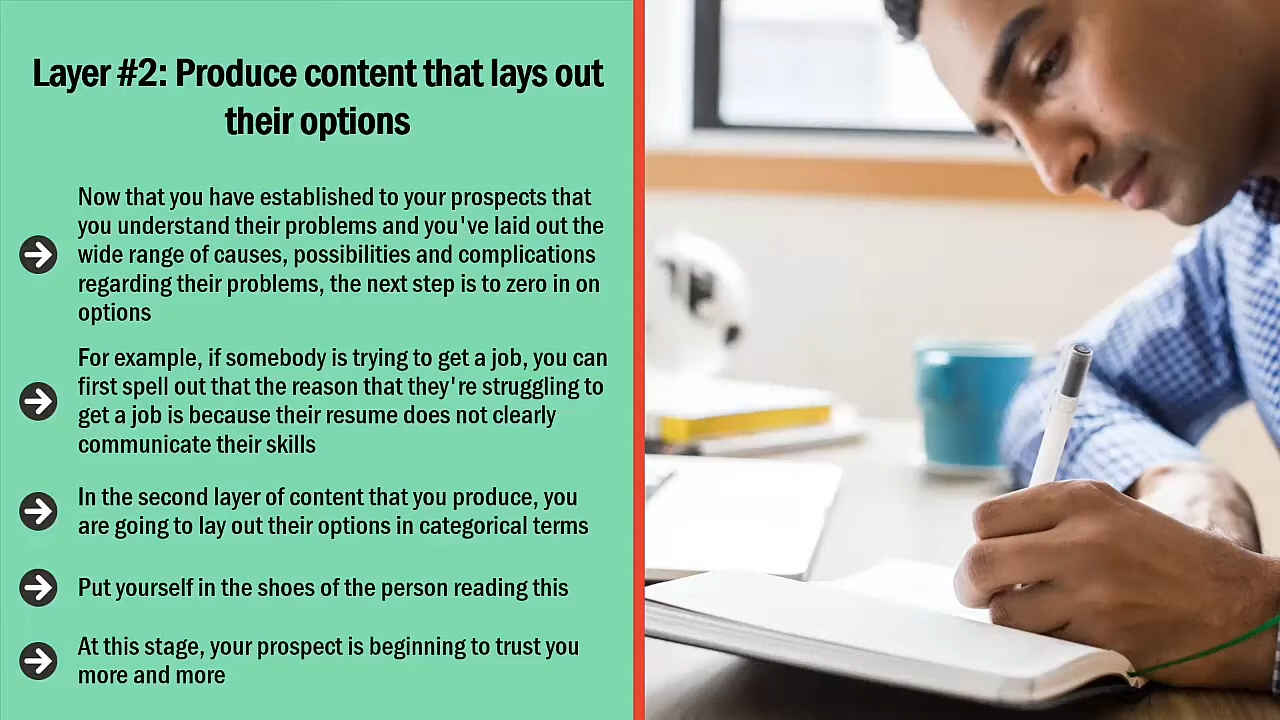 Layer #2: Produce content that lays out
their options
Now that you have established to your prospects that
you understand their problems and you've laid out the
wide range of causes, possibilities and complications
regarding their problems, the next step is to zero in on
options
For example, if somebody is trying to get a job, you can
first spell out that the reason that they're struggling to
get a job is because their resume does not clearly
communicate their skills
In the second layer of content that you produce, you
are going to lay out their options in categorical terms
Put yourself in the shoes of the person reading this
At this stage, your prospect is beginning to trust you
more and more